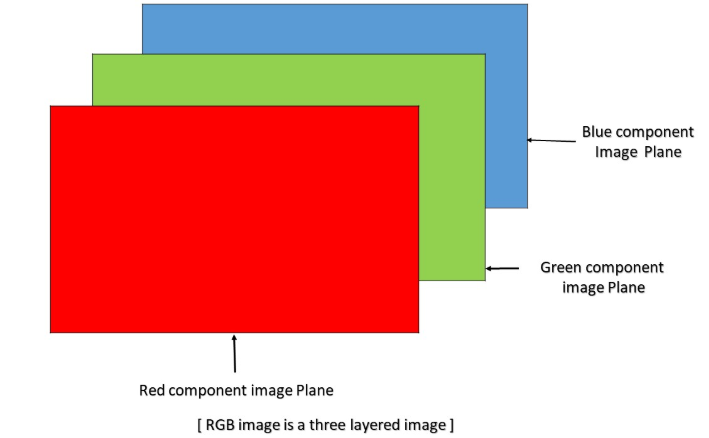 Blue component
Image Plane
Green component
image Plane
Red component image Plane
[ RGB image is a three layered image ]